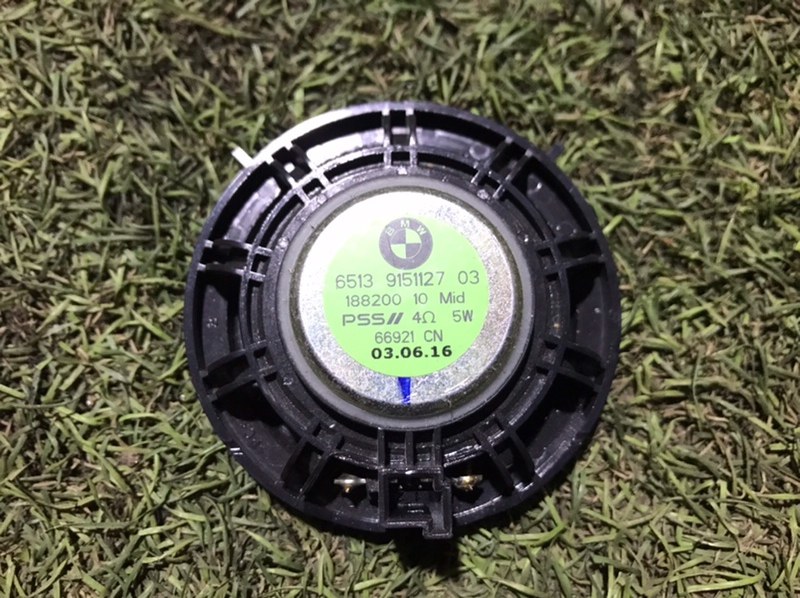 BMW
6513 9151127 03
188200 10 Mid
PSS// 4Ω 5W
66921 CN
03.06.16